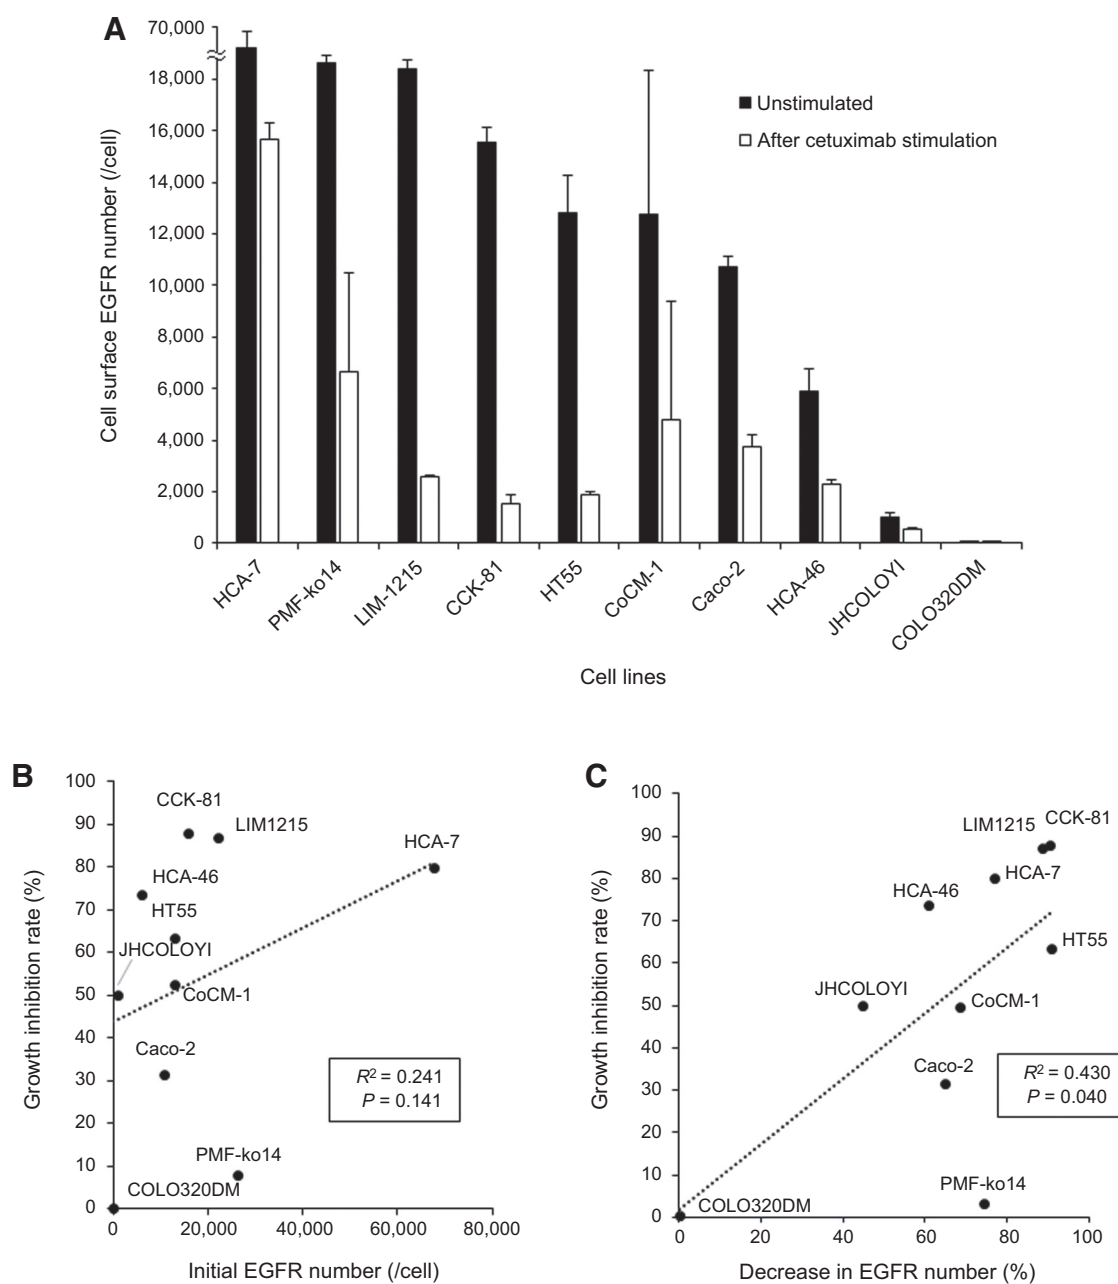 A
70,000
18,000
16,000
14,000
12,000
10,000
8,000
6,000
4,000
2,000
0
Cell surface EGFR number (/cell)
Unstimulated
After cetuximab stimulation
HCA-7
PMF-ko14
LIM-1215
CCK-81
HT55
CoCM-1
Caco-2
HCA-46
JHCOLOYI
COLO320DM
Cell lines
B
100
90
80
70
60
50
40
30
20
10
0
Growth inhibition rate (%)
CCK-81
LIM1215
HCA-7
HCA-46
HT55
JHCOLOYI
CoCM-1
Caco-2
R2 = 0.241
P = 0.141
PMF-ko14
COLO320DM
0
20,000
40,000
60,000
80,000
Initial EGFR number (/cell)
C
100
90
80
70
60
50
40
30
20
10
0
Growth inhibition rate (%)
LIM1215
CCK-81
HCA-7
HCA-46
HT55
JHCOLOYI
CoCM-1
Caco-2
R2 = 0.430
P = 0.040
PMF-ko14
COLO320DM
0
20
40
60
80
100
Decrease in EGFR number (%)